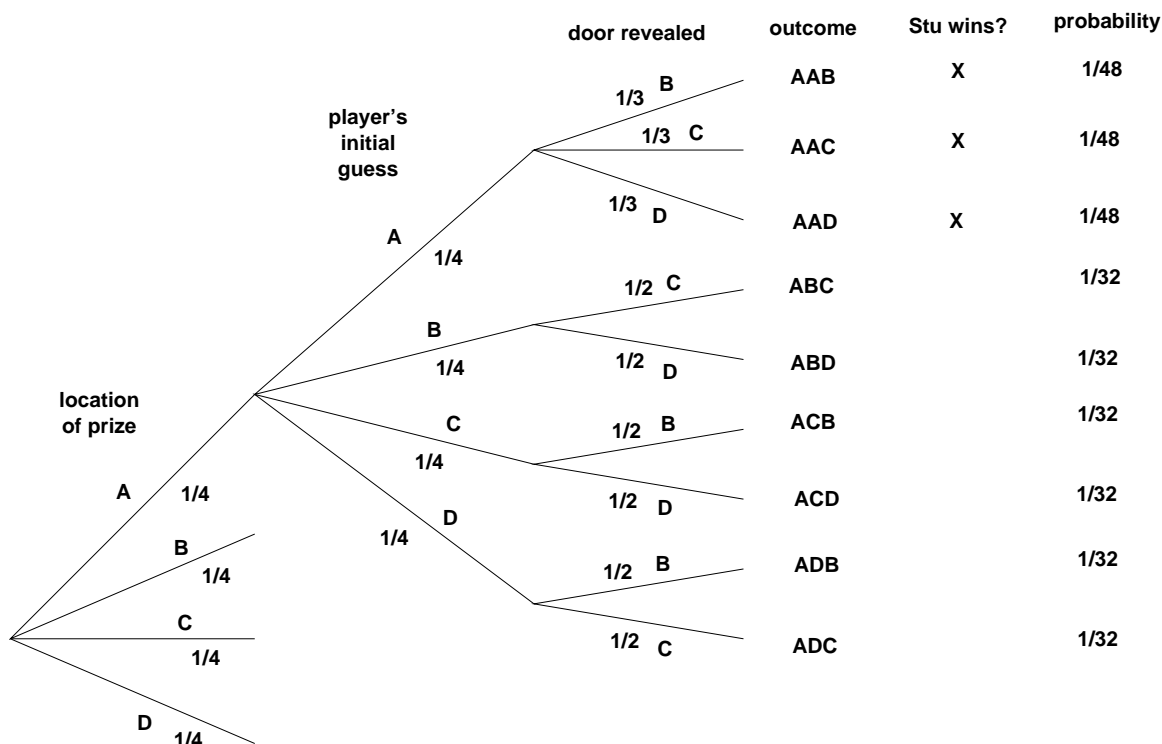 door revealed outcome Stu wins? probability
B
1/3
AAB X 1/48
player's
initial
guess
1/3 C
AAC X 1/48
1/3 D
AAD X 1/48
A
1/4
1/2 C
ABC 1/32
B
1/4
1/2 D
ABD 1/32
location
of prize
C
1/4
1/2 B
ACB 1/32
A
1/4
1/2 D
ACD 1/32
D
1/4
B
1/4
1/2 B
ADB 1/32
C
1/4
1/2 C
ADC 1/32
D
1/4